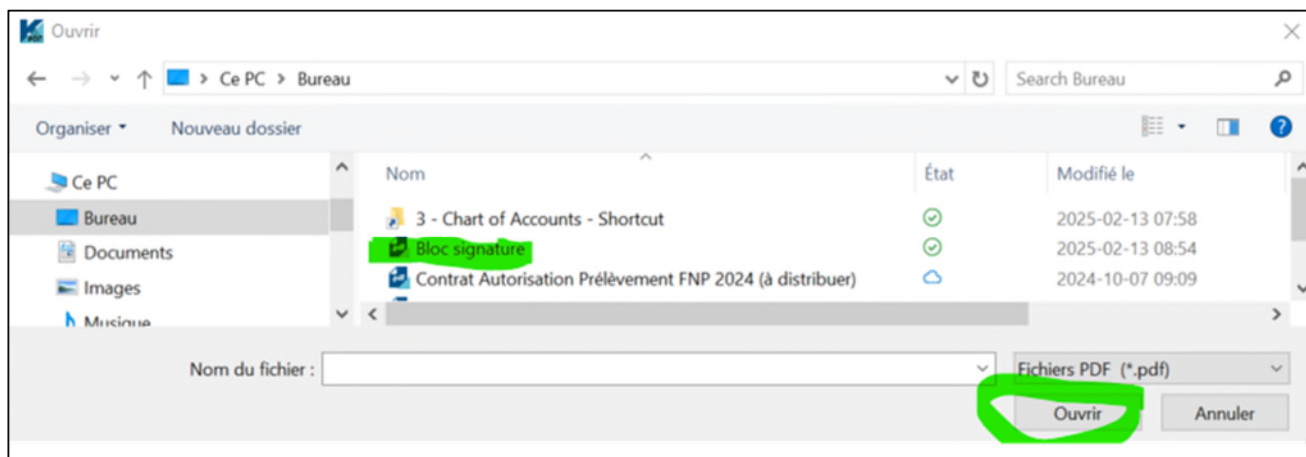 Ouvrir
Ce PC > Bureau
Search Bureau
Organiser
Nouveau dossier
Ce PC
Bureau
Documents
Images
Musique
Nom
État
Modifié le
3 - Chart of Accounts - Shortcut
2025-02-13 07:58
Bloc signature
2025-02-13 08:54
Contrat Autorisation Prélèvement FNP 2024 (à distribuer)
2024-10-07 09:09
Nom du fichier :
Fichiers PDF (*.pdf)
Ouvrir
Annuler